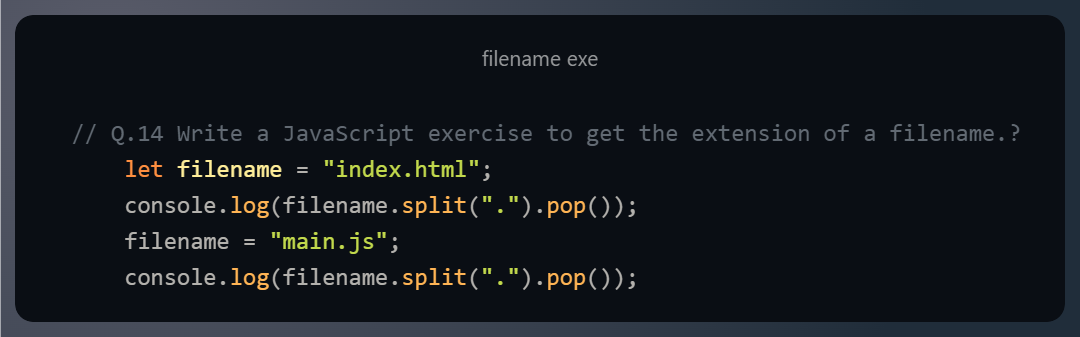 filename exe
// Q.14 Write a JavaScript exercise to get the extension of a filename.?
let filename = "index.html";
console.log(filename.split(".").pop());
filename = "main.js";
console.log(filename.split(".").pop());